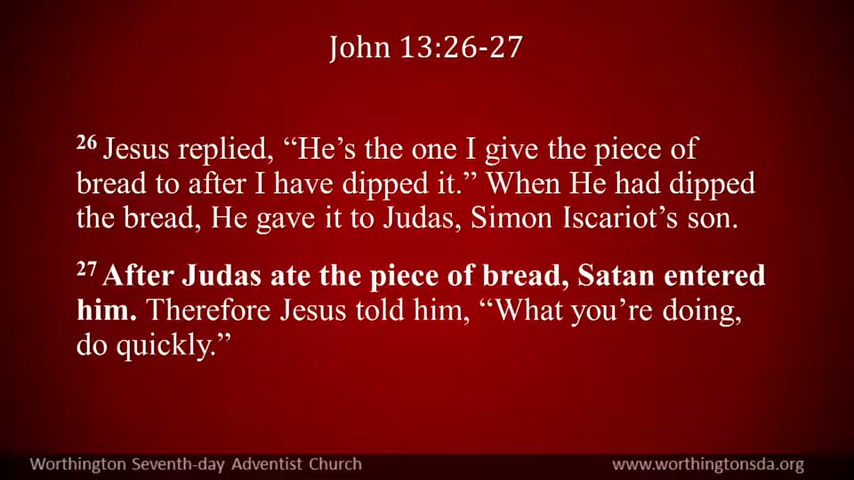 John 13:26-27
26 Jesus replied, “He’s the one I give the piece of
bread to after I have dipped it.” When He had dipped
the bread, He gave it to Judas, Simon Iscariot’s son.
27 After Judas ate the piece of bread, Satan entered
him. Therefore Jesus told him, “What you’re doing,
do quickly.”
Worthington Seventh-day Adventist Church
www.worthingtonsda.org